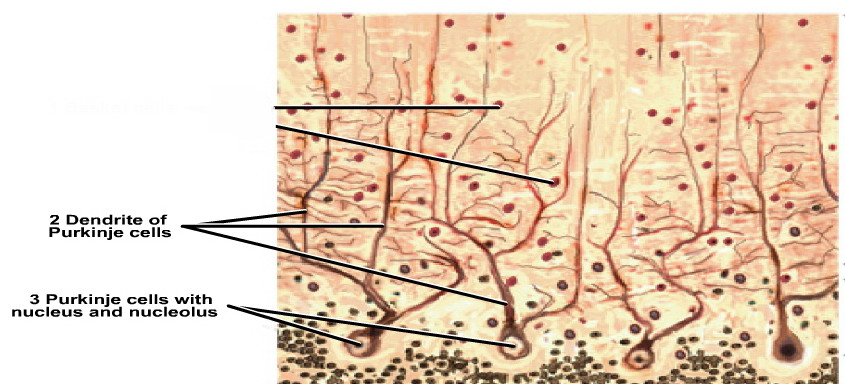 2 Dendrite of
Purkinje cells
3 Purkinje cells with
nucleus and nucleolus